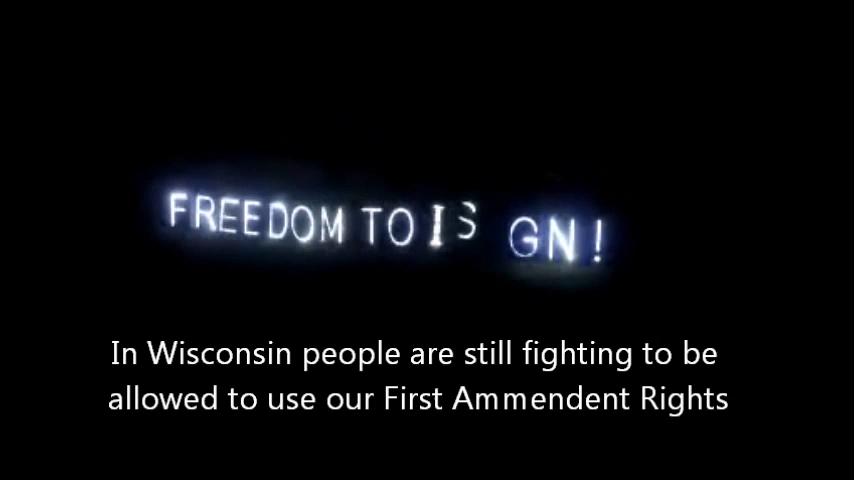 FREEDOM TO IS GN!
In Wisconsin people are still fighting to be
allowed to use our First Ammendent Rights